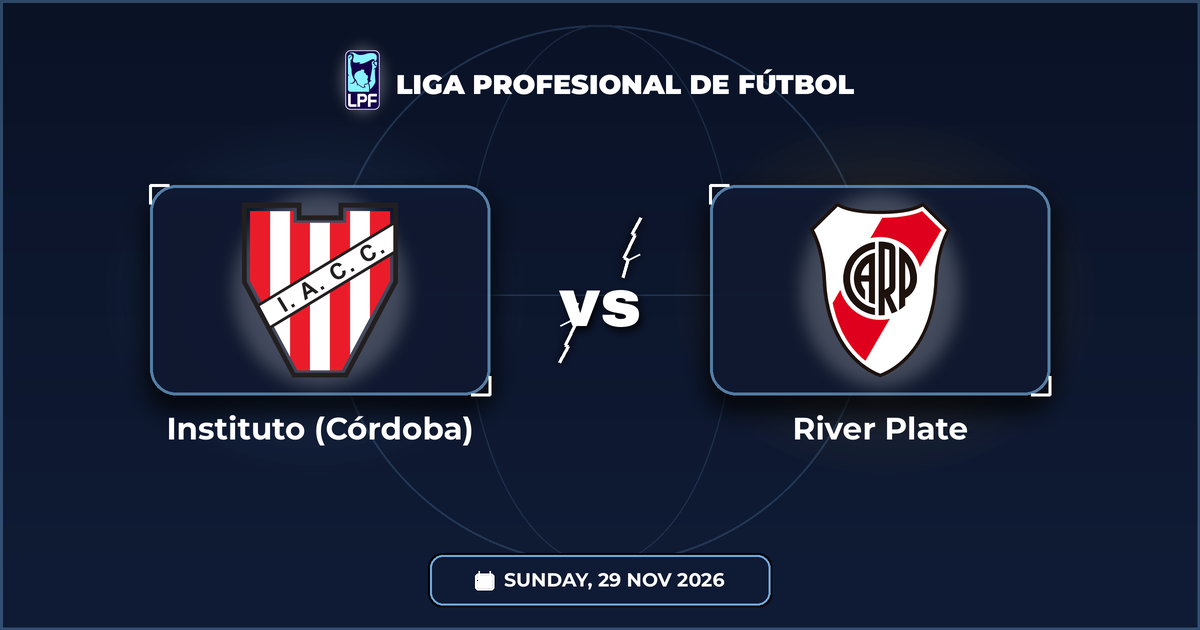 LPF
LIGA PROFESIONAL DE FÚTBOL
I. A. C. C.
VS
CARP
Instituto (Córdoba)
River Plate
SUNDAY, 29 NOV 2026